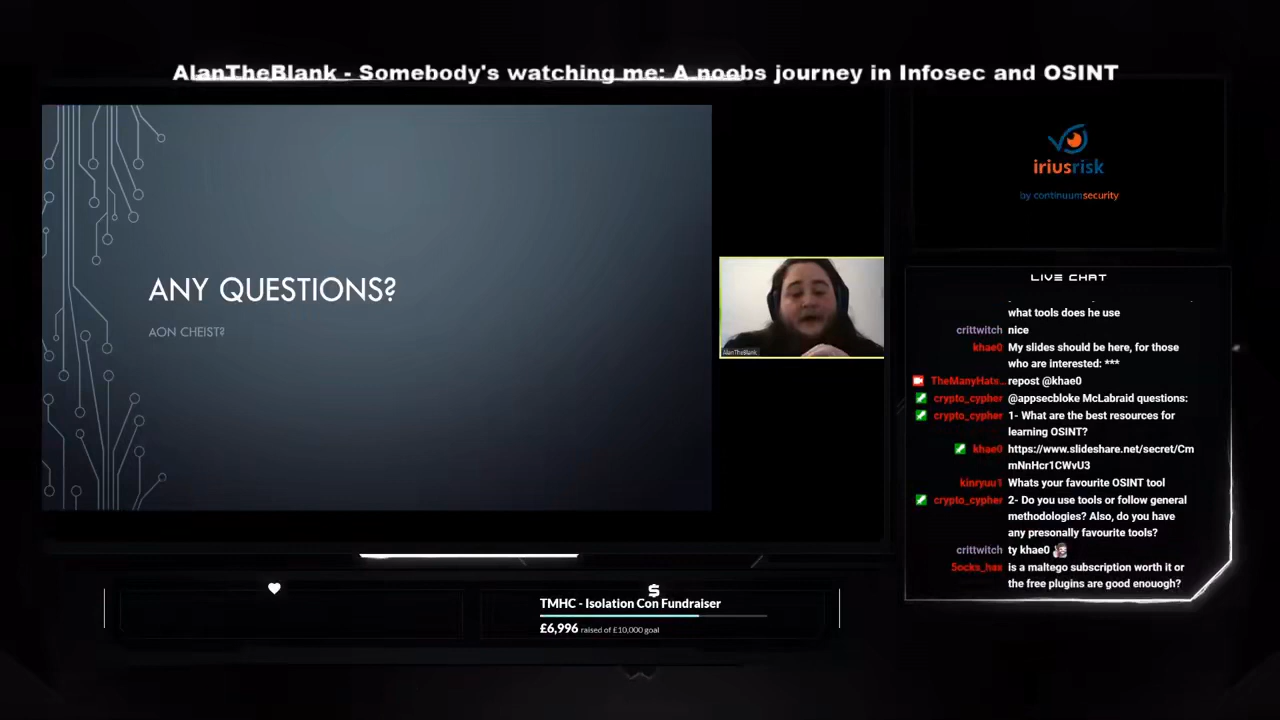 AlanTheBlank - Somebody's watching me: A noobs journey in Infosec and OSINT
ANY QUESTIONS?
AON CHEIST?
AlanTheBlank
iriusrisk
by continuumsecurity
LIVE CHAT
what tools does he use
crittwitch nice
khae0 My slides should be here, for those
who are interested: ***
TheManyHats... repost @khae0
crypto_cypher @appsecbloke McLabraid questions:
crypto_cypher 1- What are the best resources for
learning OSINT?
khae0 https://www.slideshare.net/secret/Cm
mNnHcr1CWvU3
kinryuu1 Whats your favourite OSINT tool
crypto_cypher 2- Do you use tools or follow general
methodologies? Also, do you have
any presonally favourite tools?
crittwitch ty khae0
5ocks_hax is a maltego subscription worth it or
the free plugins are good enouugh?
TMHC - Isolation Con Fundraiser
£6,996 raised of £10,000 goal